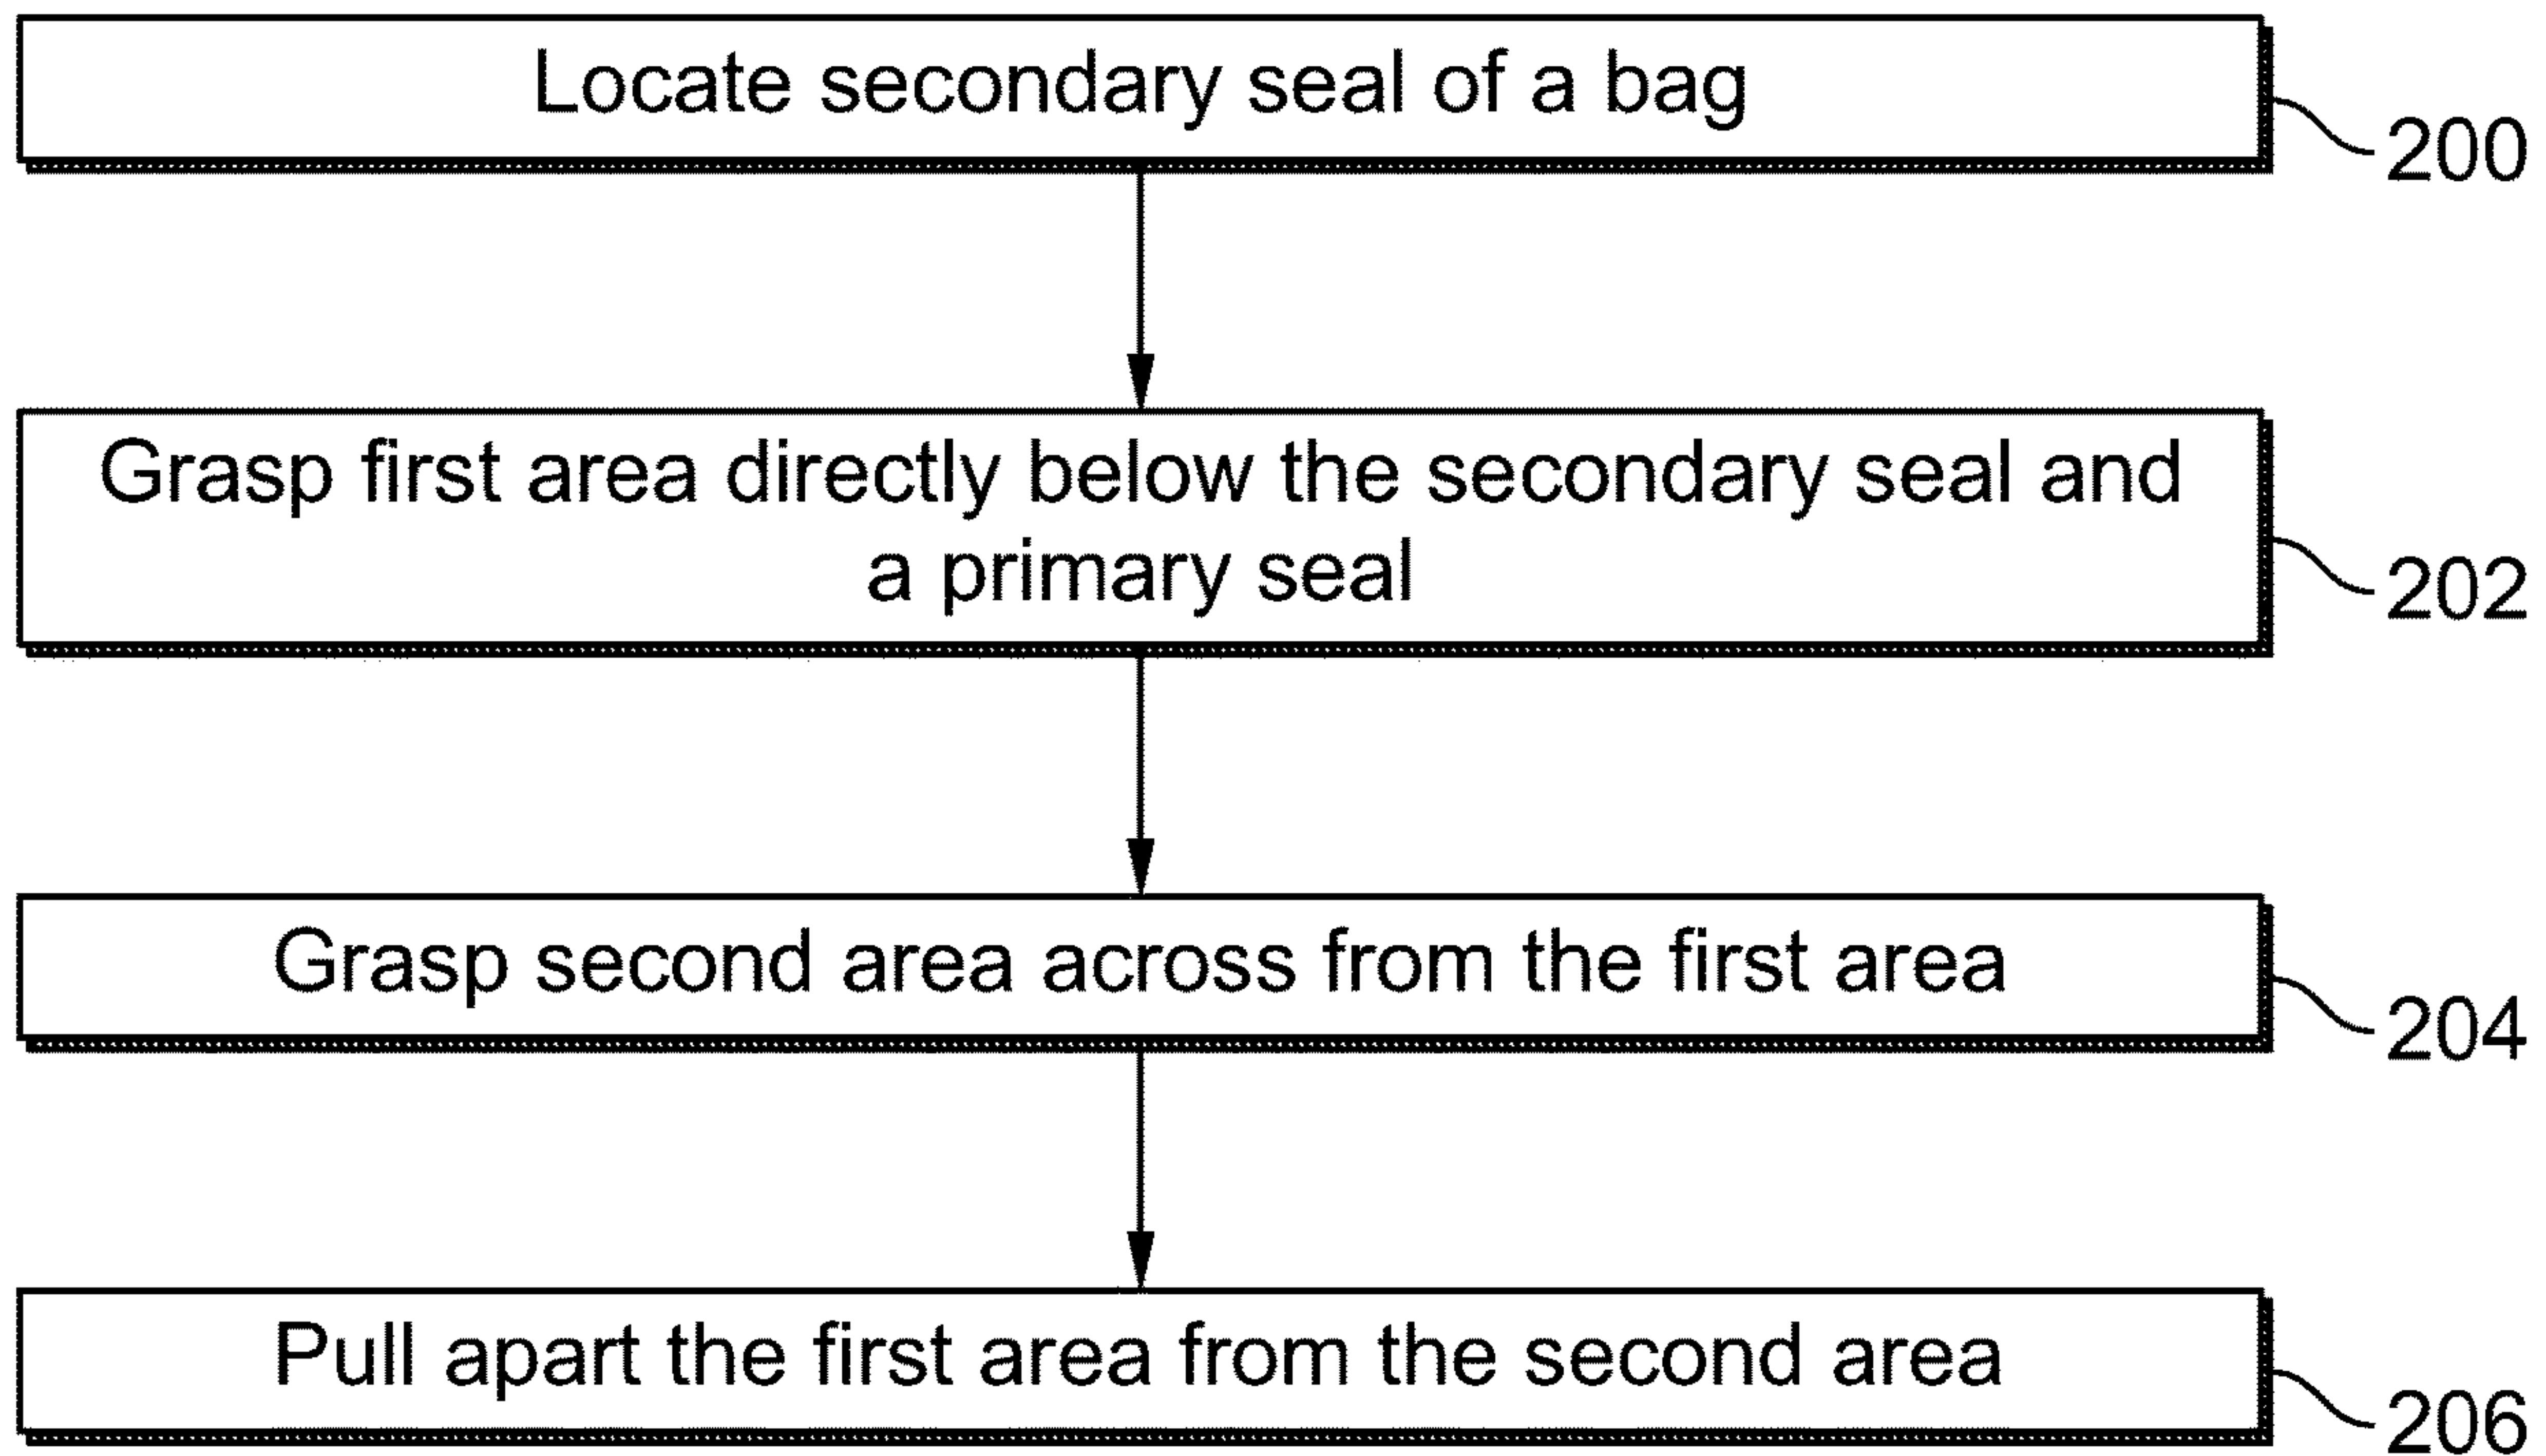 Locate secondary seal of a bag
200
Grasp first area directly below the secondary seal and
a primary seal
202
Grasp second area across from the first area
204
Pull apart the first area from the second area
206